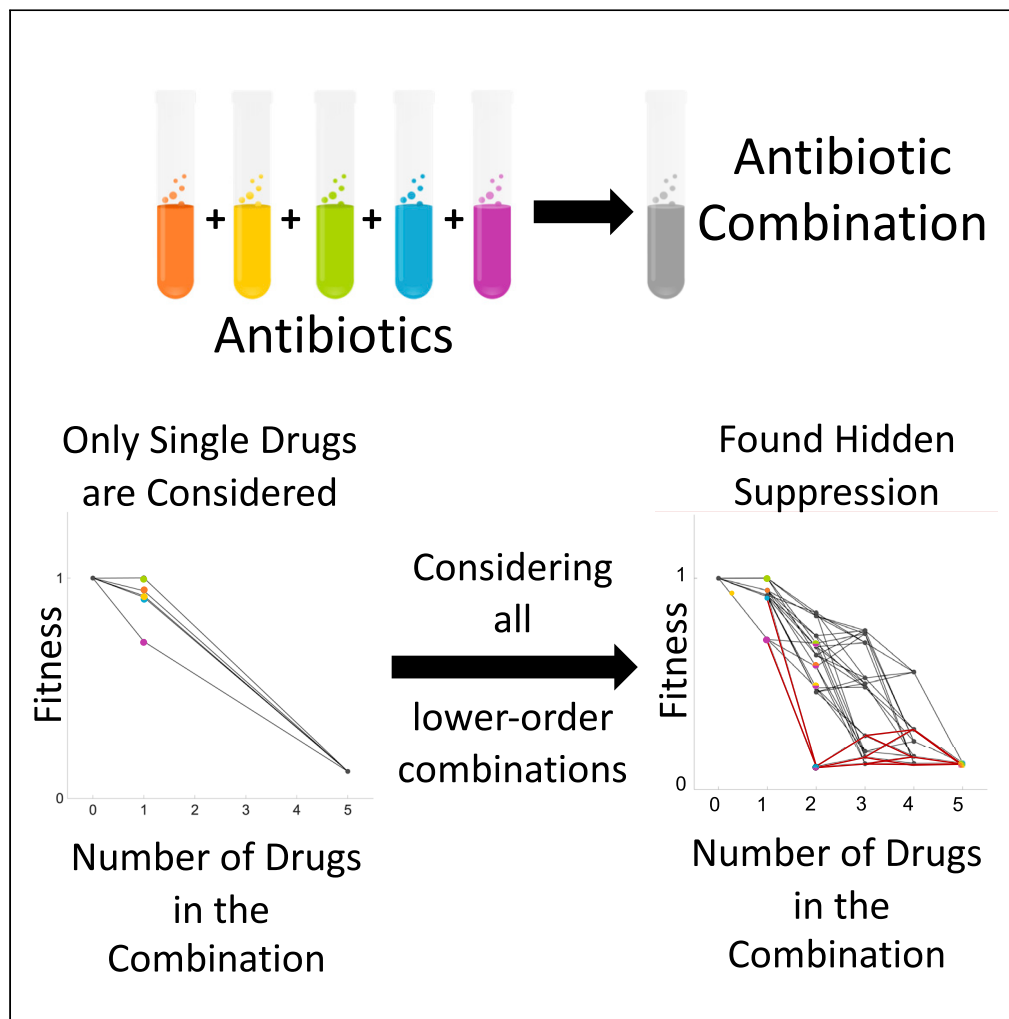 + + + +
Antibiotic
Combination
Antibiotics
Only Single Drugs
are Considered
1
0
Fitness
0 1 2 3 4 5
Number of Drugs
in the
Combination
Considering
all
lower-order
combinations
Found Hidden
Suppression
1
0
Fitness
0 1 2 3 4 5
Number of Drugs
in the
Combination